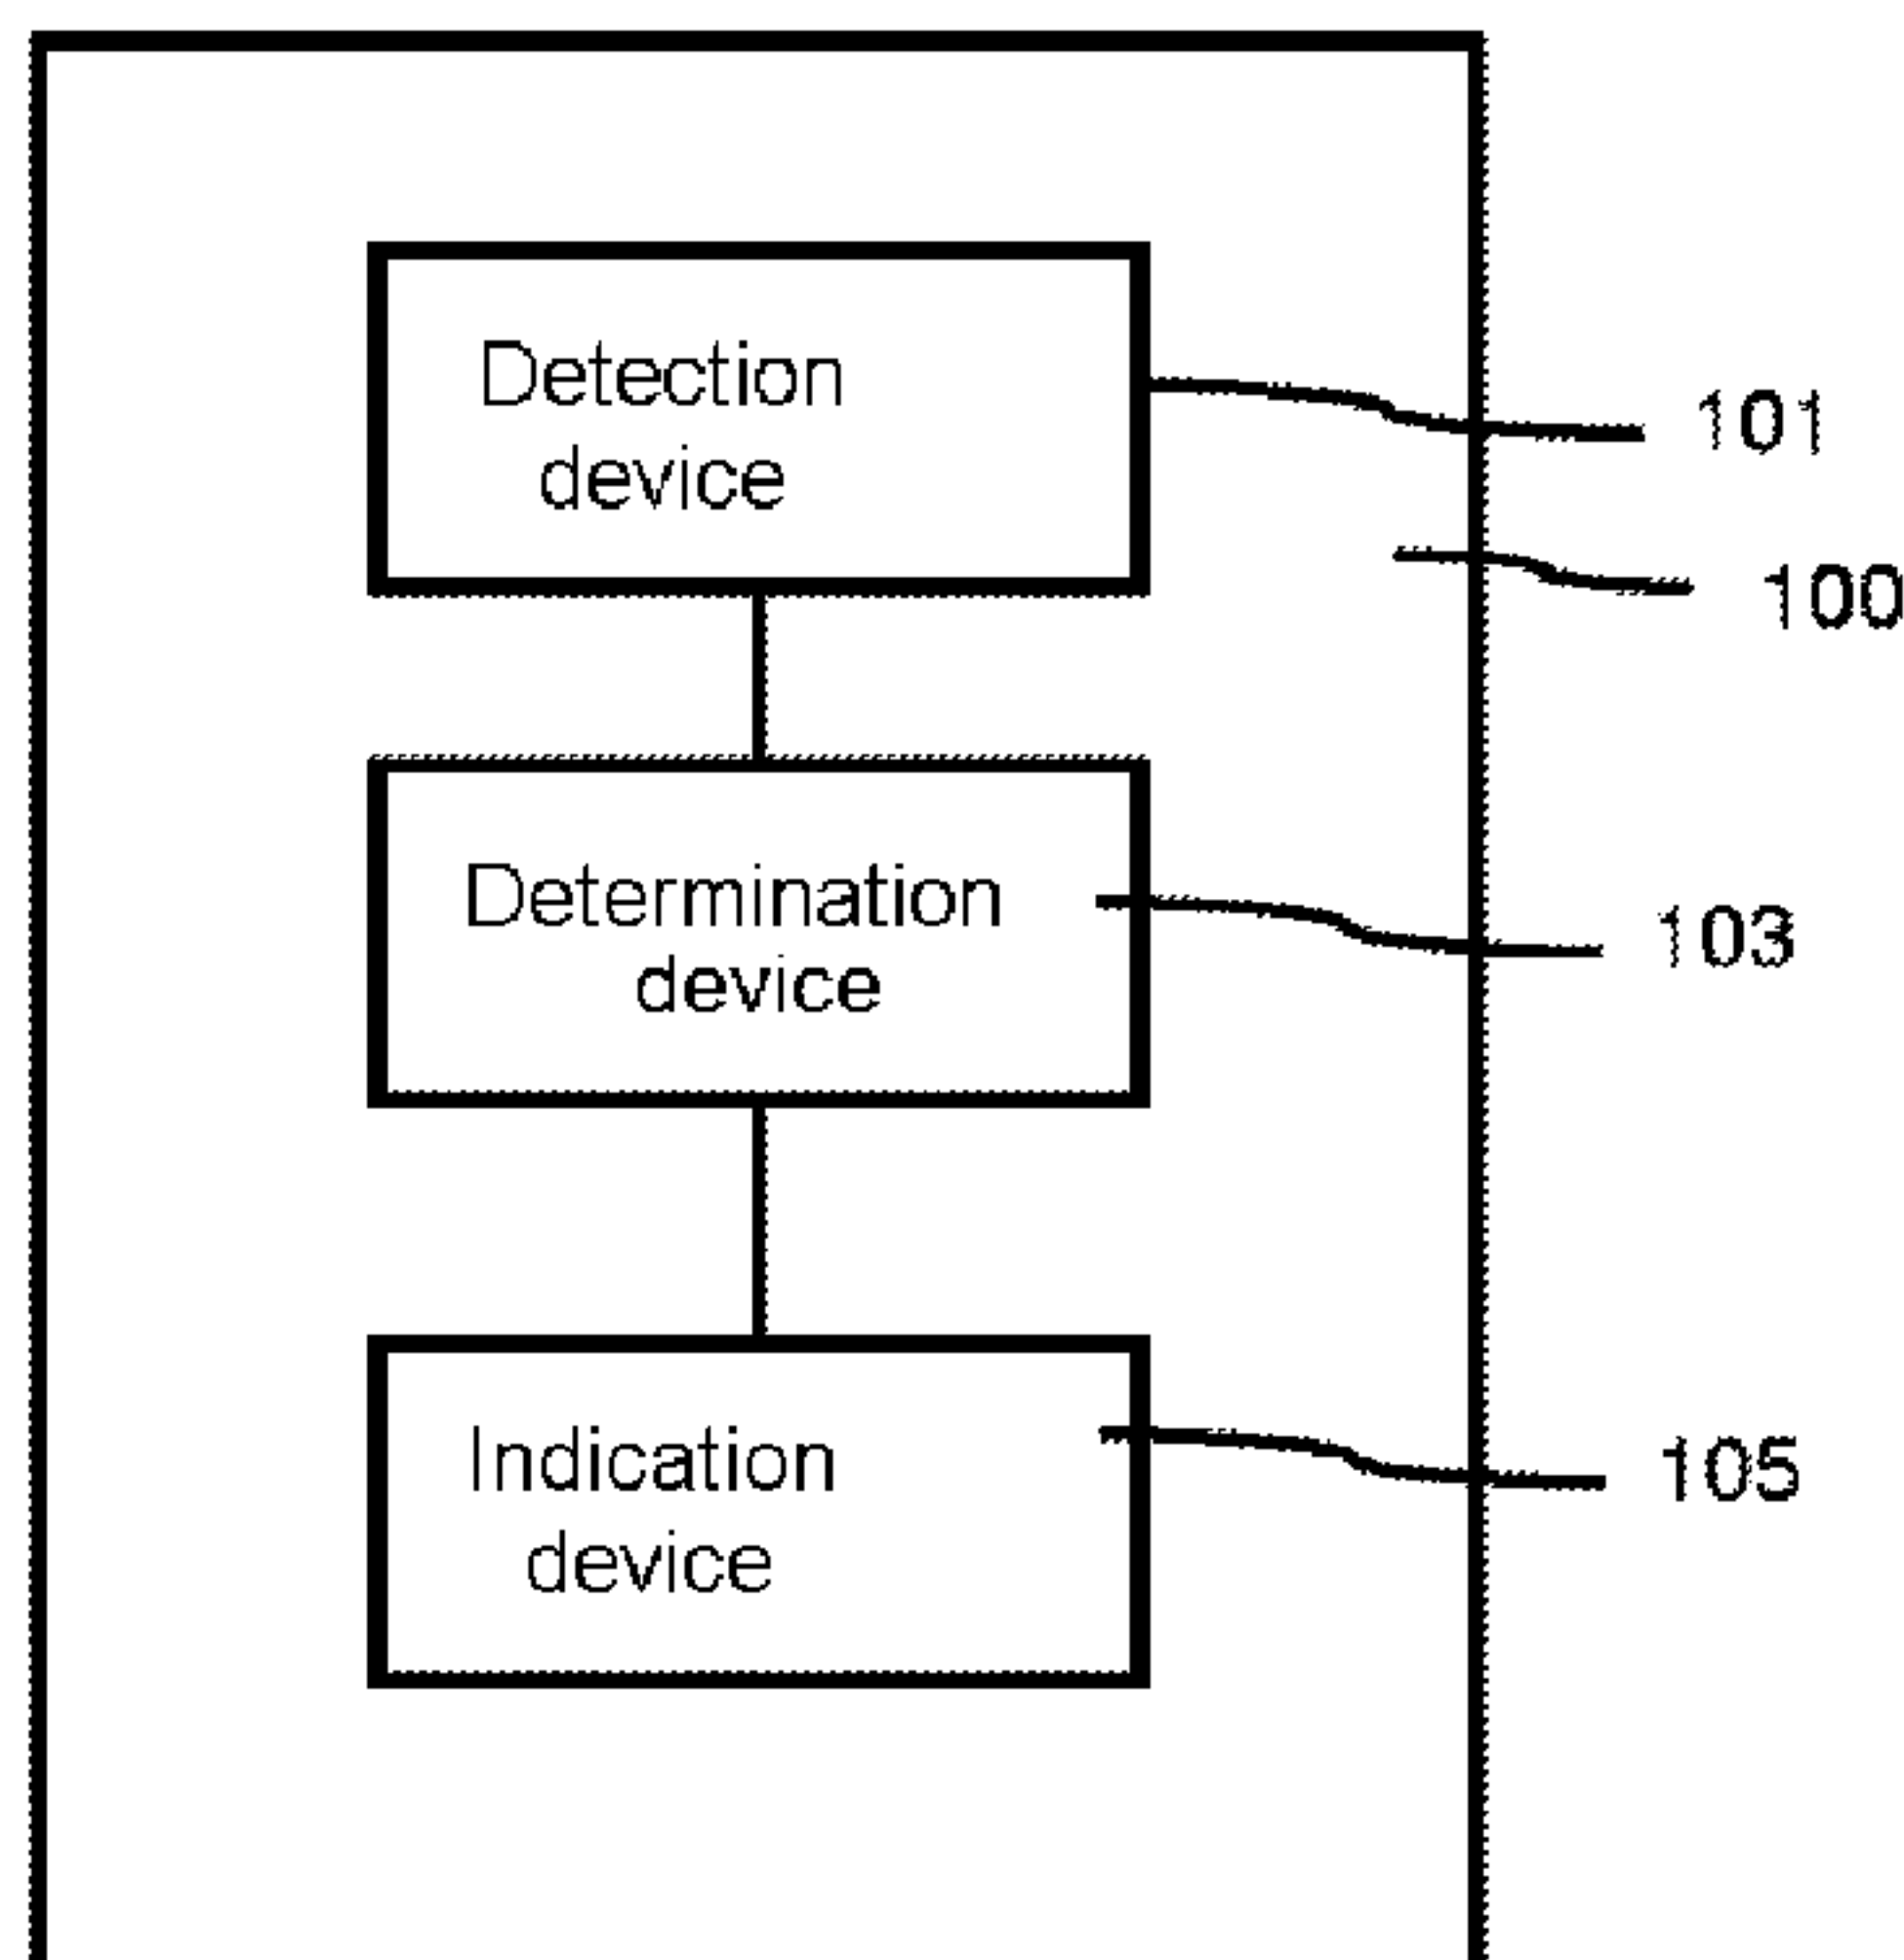 Detection
device
101
100
Determination
device
103
Indication
device
105